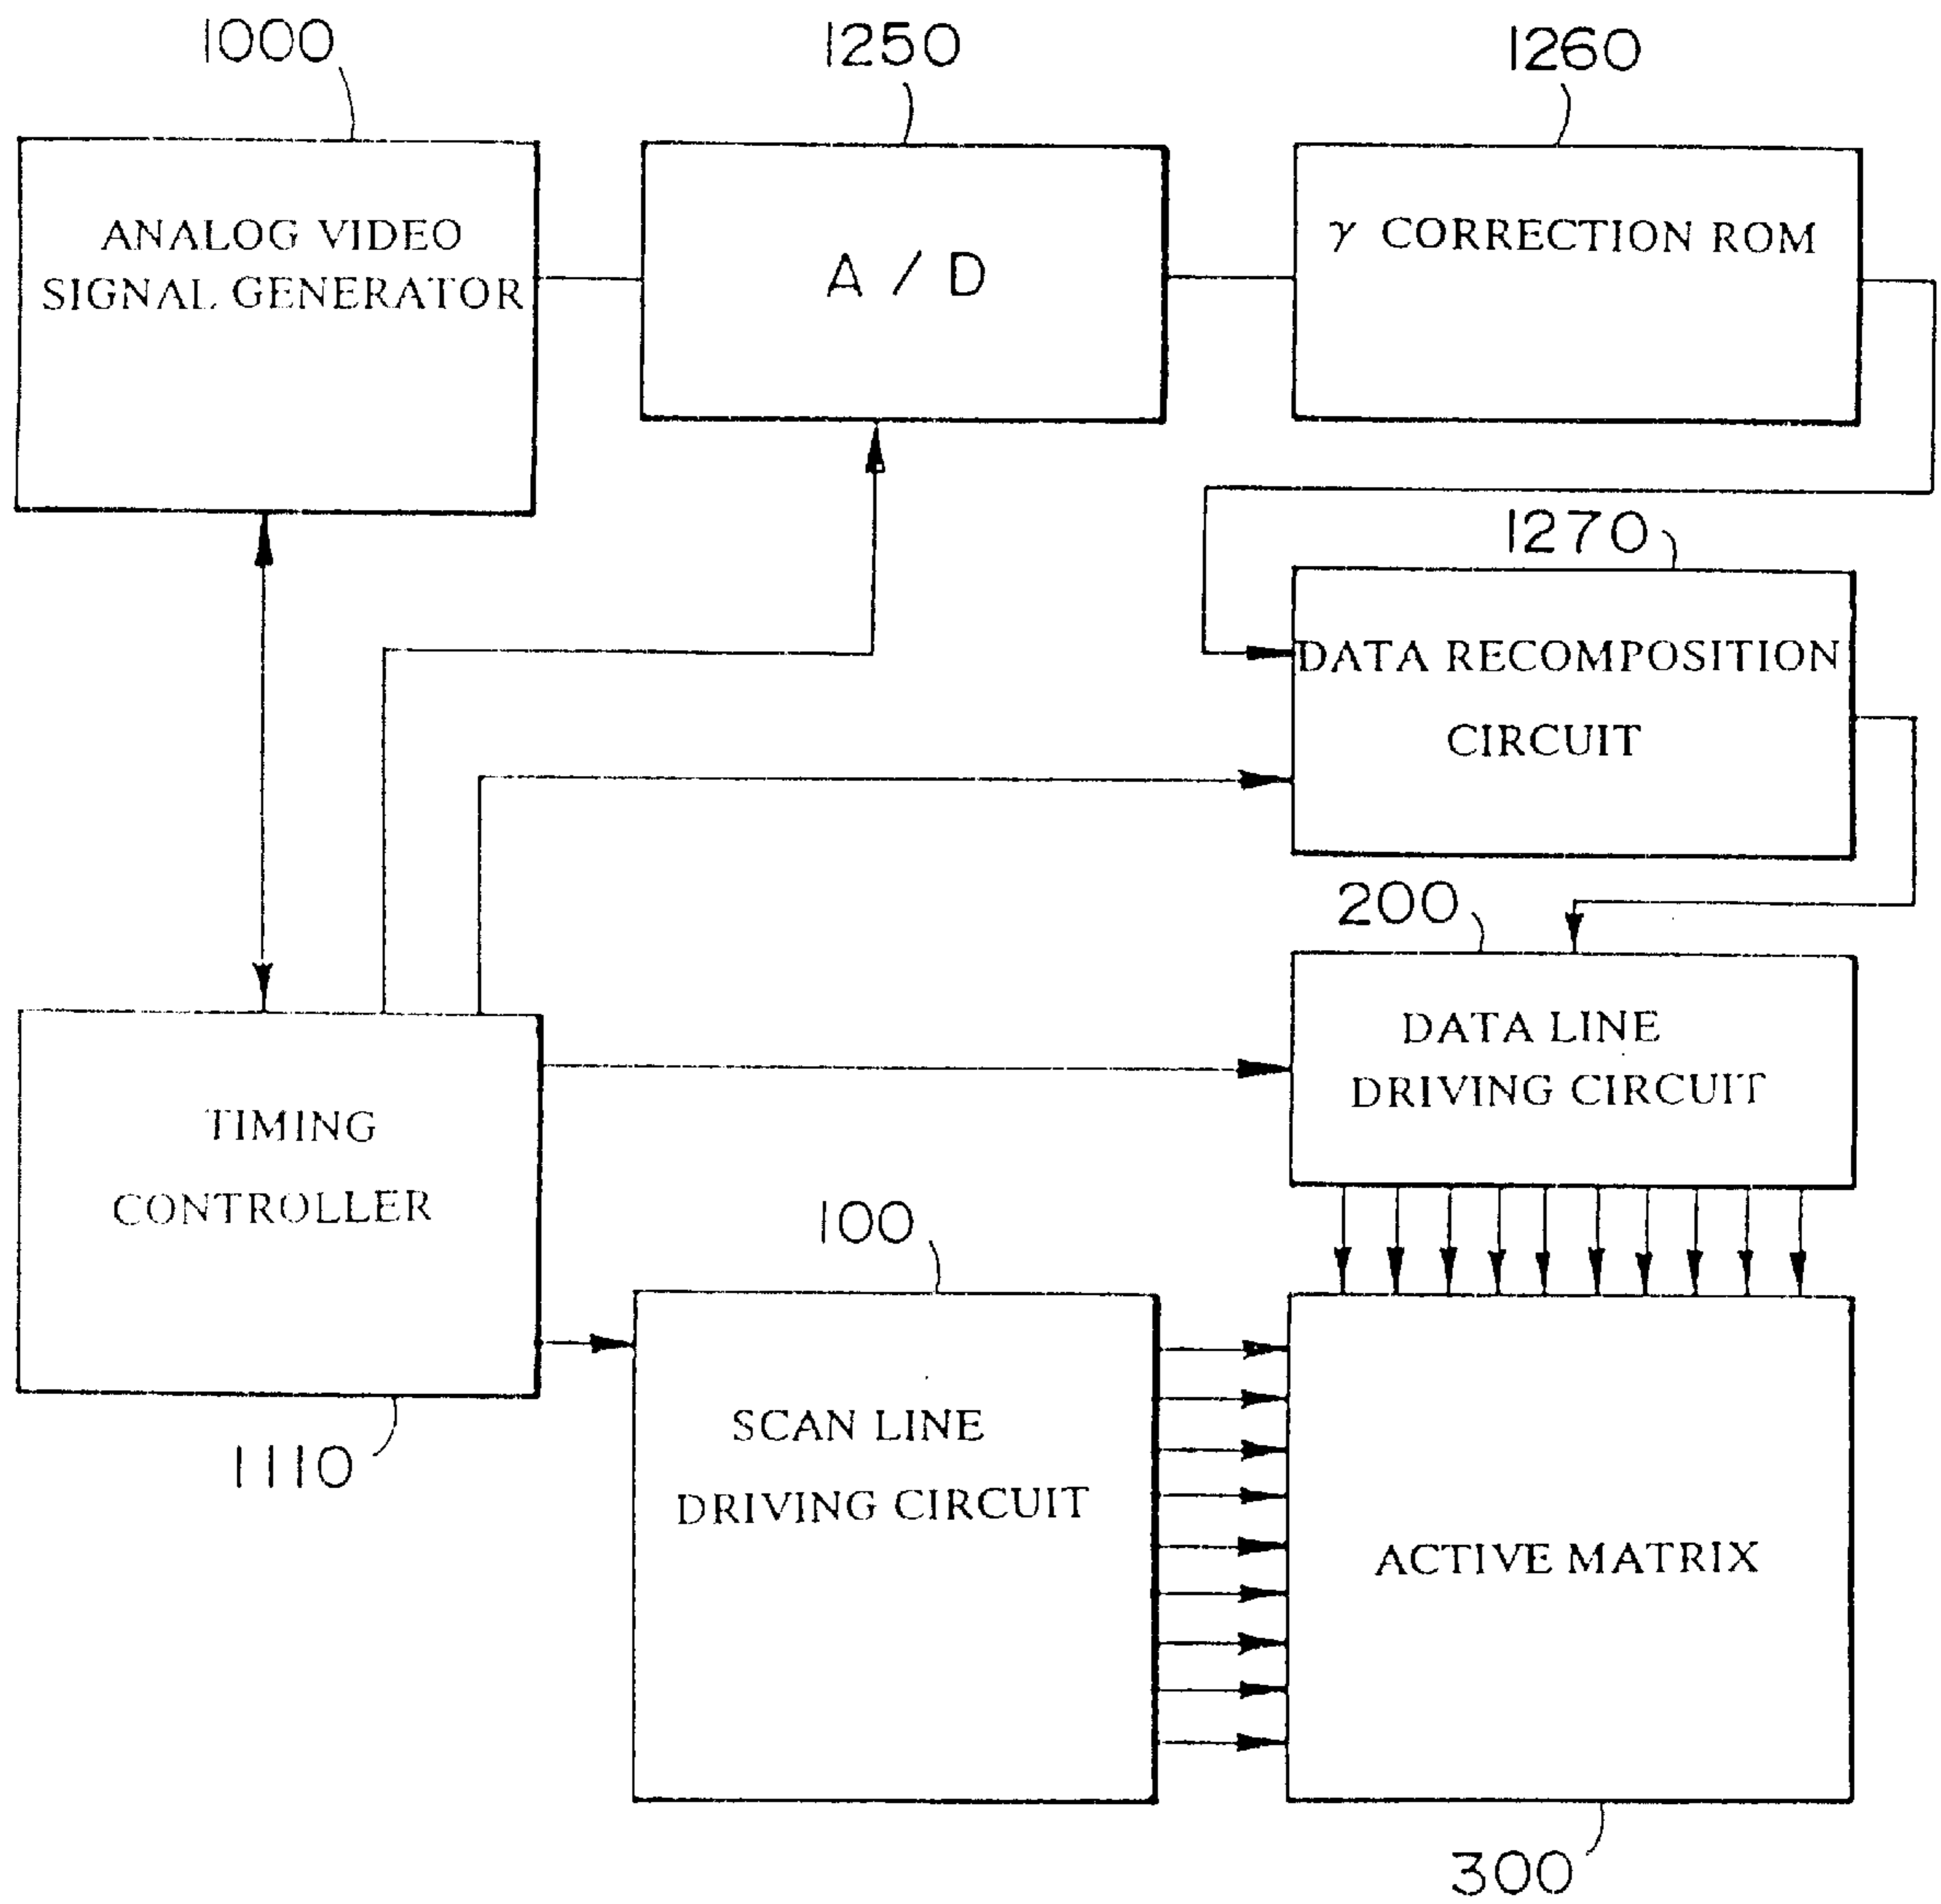 1000
1250
1260
ANALOG VIDEO
SIGNAL GENERATOR
A / D
γ CORRECTION ROM
1270
DATA RECOMPOSITION
CIRCUIT
200
DATA LINE
DRIVING CIRCUIT
TIMING
CONTROLLER
1110
100
SCAN LINE
DRIVING CIRCUIT
ACTIVE MATRIX
300